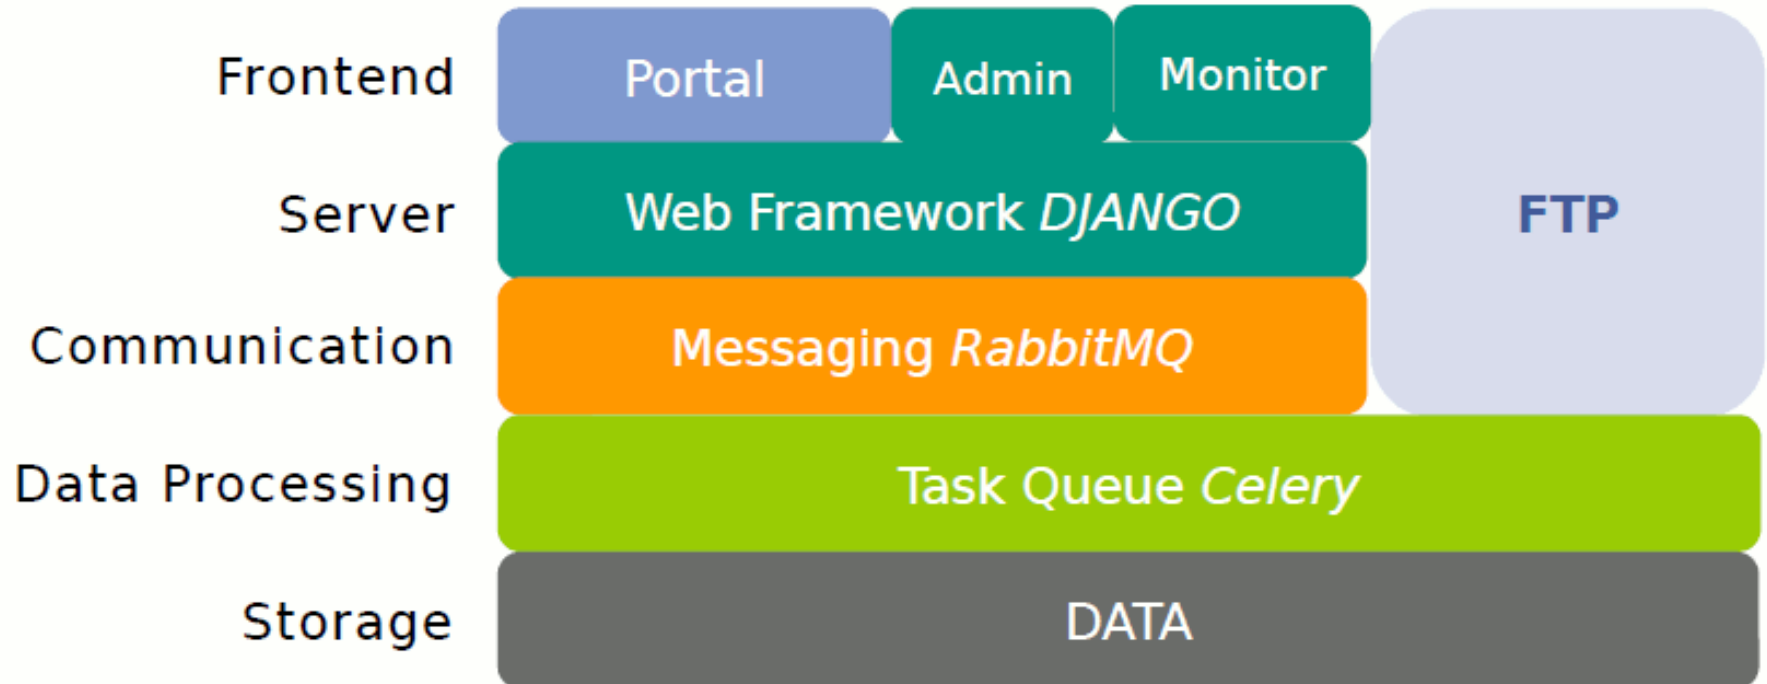 Frontend
Portal
Admin
Monitor
Server
Web Framework DJANGO
FTP
Communication
Messaging RabbitMQ
Data Processing
Task Queue Celery
Storage
DATA